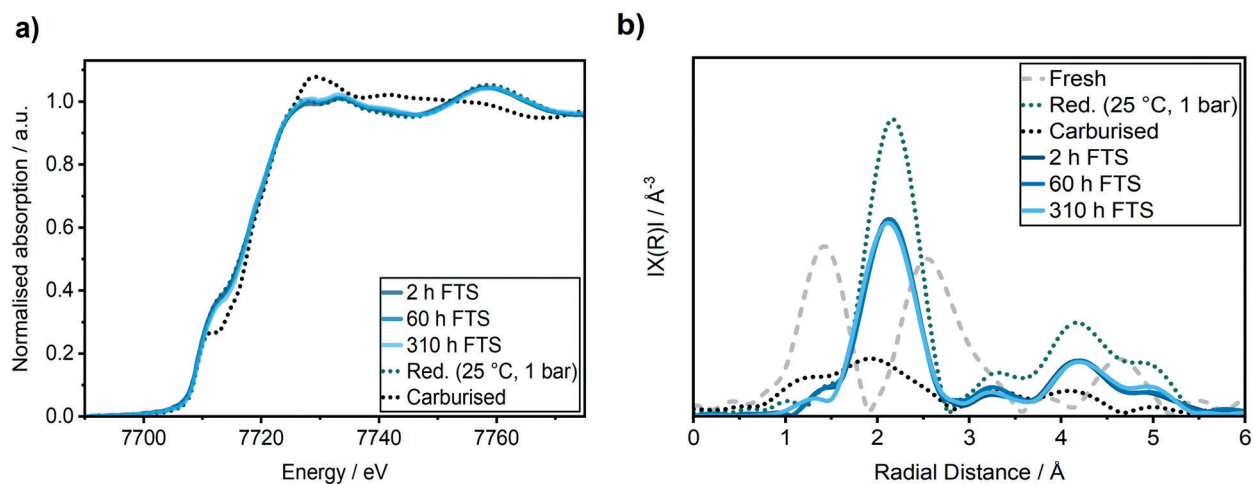 a)
Normalised absorption / a.u.
1.0
0.8
0.6
0.4
0.2
0.0
2 h FTS
60 h FTS
310 h FTS
Red. (25 °C, 1 bar)
Carburised
7700
7720
7740
7760
Energy / eV
b)
IX(R)I / Å⁻³
Fresh
Red. (25 °C, 1 bar)
Carburised
2 h FTS
60 h FTS
310 h FTS
0
1
2
3
4
5
6
Radial Distance / Å